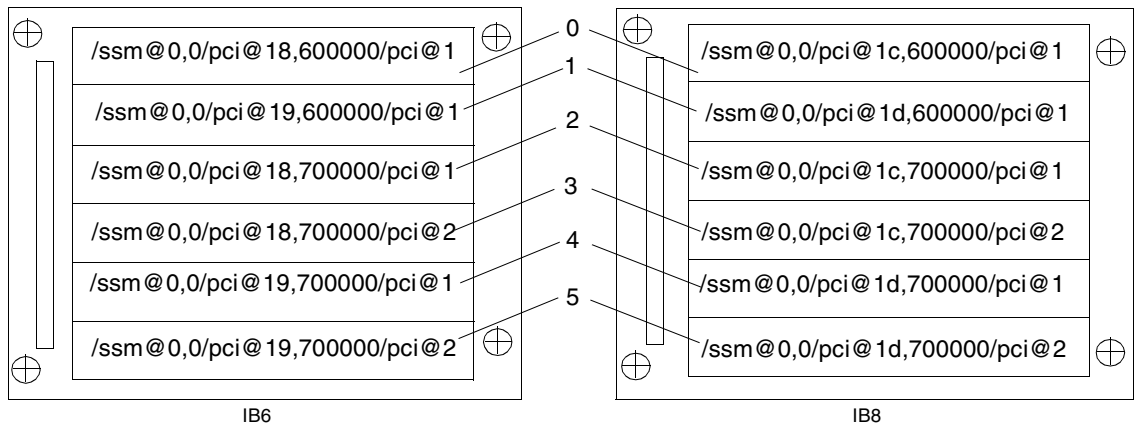 /ssm@0,0/pci@18,600000/pci@1
/ssm@0,0/pci@19,600000/pci@1
/ssm@0,0/pci@18,700000/pci@1
/ssm@0,0/pci@18,700000/pci@2
/ssm@0,0/pci@19,700000/pci@1
/ssm@0,0/pci@19,700000/pci@2
IB6
0
1
2
3
4
5
/ssm@0,0/pci@1c,600000/pci@1
/ssm@0,0/pci@1d,600000/pci@1
/ssm@0,0/pci@1c,700000/pci@1
/ssm@0,0/pci@1c,700000/pci@2
/ssm@0,0/pci@1d,700000/pci@1
/ssm@0,0/pci@1d,700000/pci@2
IB8